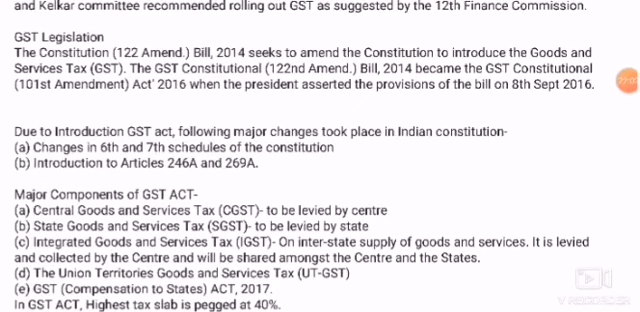 and Kelkar committee recommended rolling out GST as suggested by the 12th Finance Commission.
GST Legislation
The Constitution (122 Amend.) Bill, 2014 seeks to amend the Constitution to introduce the Goods and
Services Tax (GST). The GST Constitutional (122nd Amend.) Bill, 2014 became the GST Constitutional
(101st Amendment) Act' 2016 when the president asserted the provisions of the bill on 8th Sept 2016.
Due to Introduction GST act, following major changes took place in Indian constitution-
(a) Changes in 6th and 7th schedules of the constitution
(b) Introduction to Articles 246A and 269A.
Major Components of GST ACT-
(a) Central Goods and Services Tax (CGST)- to be levied by centre
(b) State Goods and Services Tax (SGST)- to be levied by state
(c) Integrated Goods and Services Tax (IGST)- On inter-state supply of goods and services. It is levied
and collected by the Centre and will be shared amongst the Centre and the States.
(d) The Union Territories Goods and Services Tax (UT-GST)
(e) GST (Compensation to States) ACT, 2017.
In GST ACT, Highest tax slab is pegged at 40%.
V RECORDER